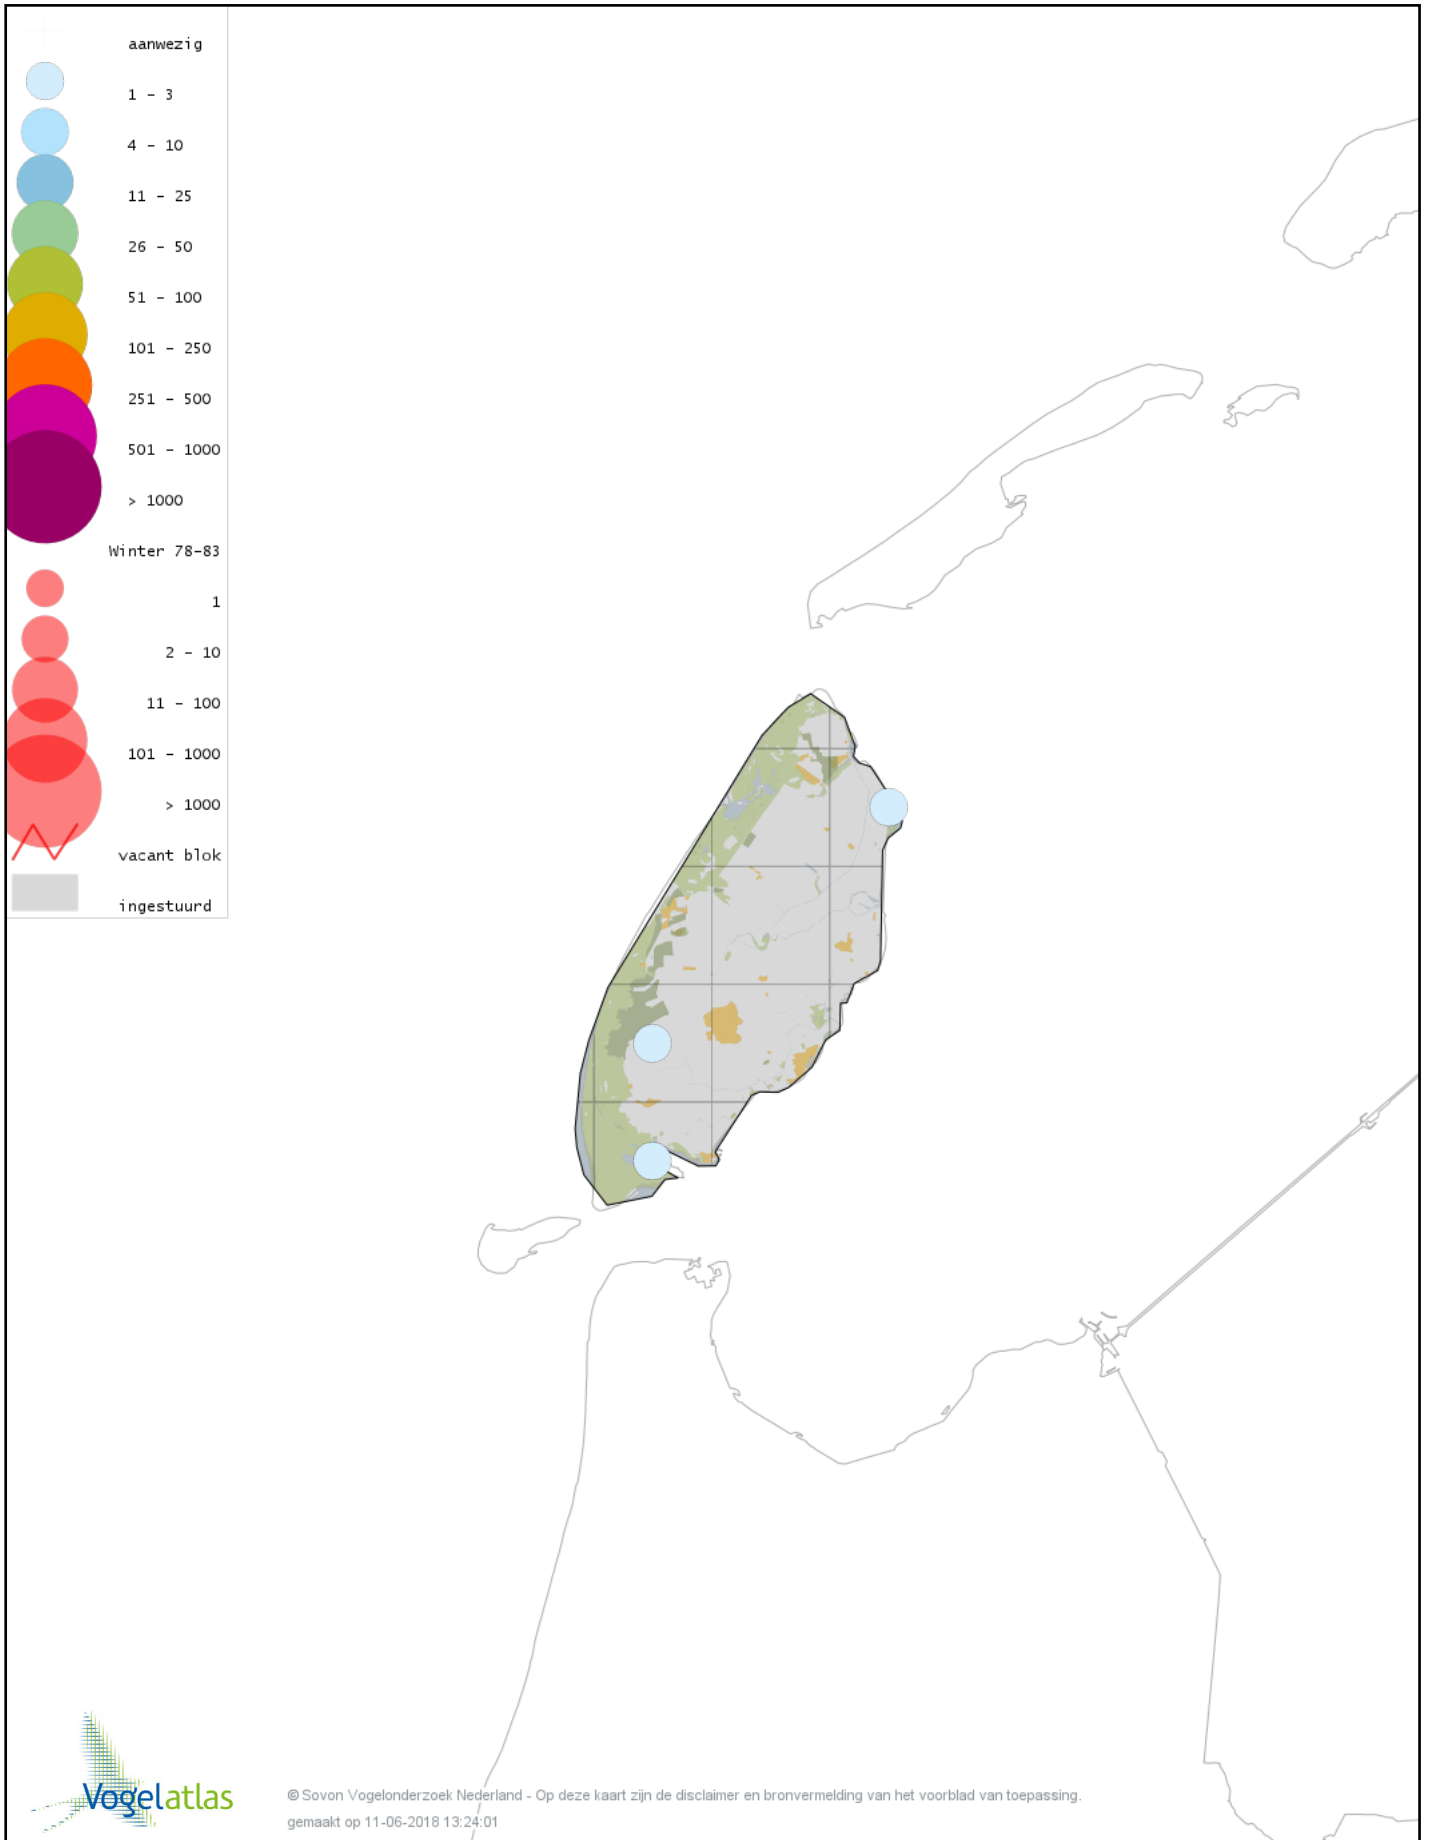 aanwezig
1 - 3
4 - 10
11 - 25
26 - 50
51 - 100
101 - 250
251 - 500
501 - 1000
> 1000
Winter 78-83
1
2 - 10
11 - 100
101 - 1000
> 1000
vacant blok
ingestuurd
Vogelatlas
© Sovon Vogelonderzoek Nederland - Op deze kaart zijn de disclaimer en bronvermelding van het voorblad van toepassing.
gemaakt op 11-06-2018 13:24:01